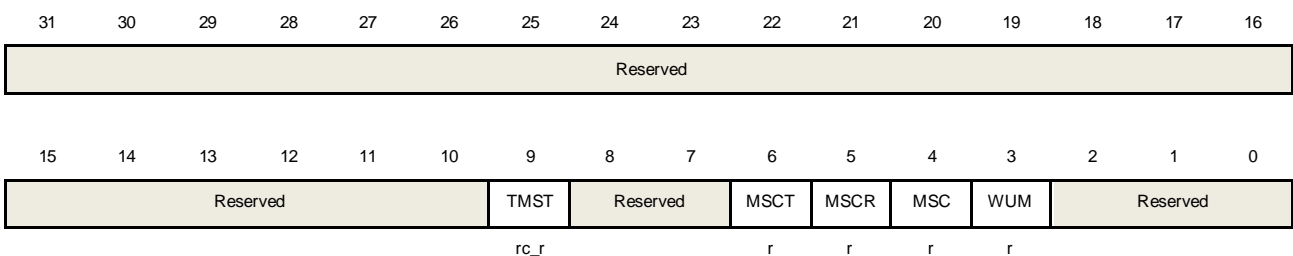 31 30 29 28 27 26 25 24 23 22 21 20 19 18 17 16
Reserved
15 14 13 12 11 10 9 8 7 6 5 4 3 2 1 0
Reserved TMST Reserved MSCT MSCR MSC WUM Reserved
rc_r r r r r